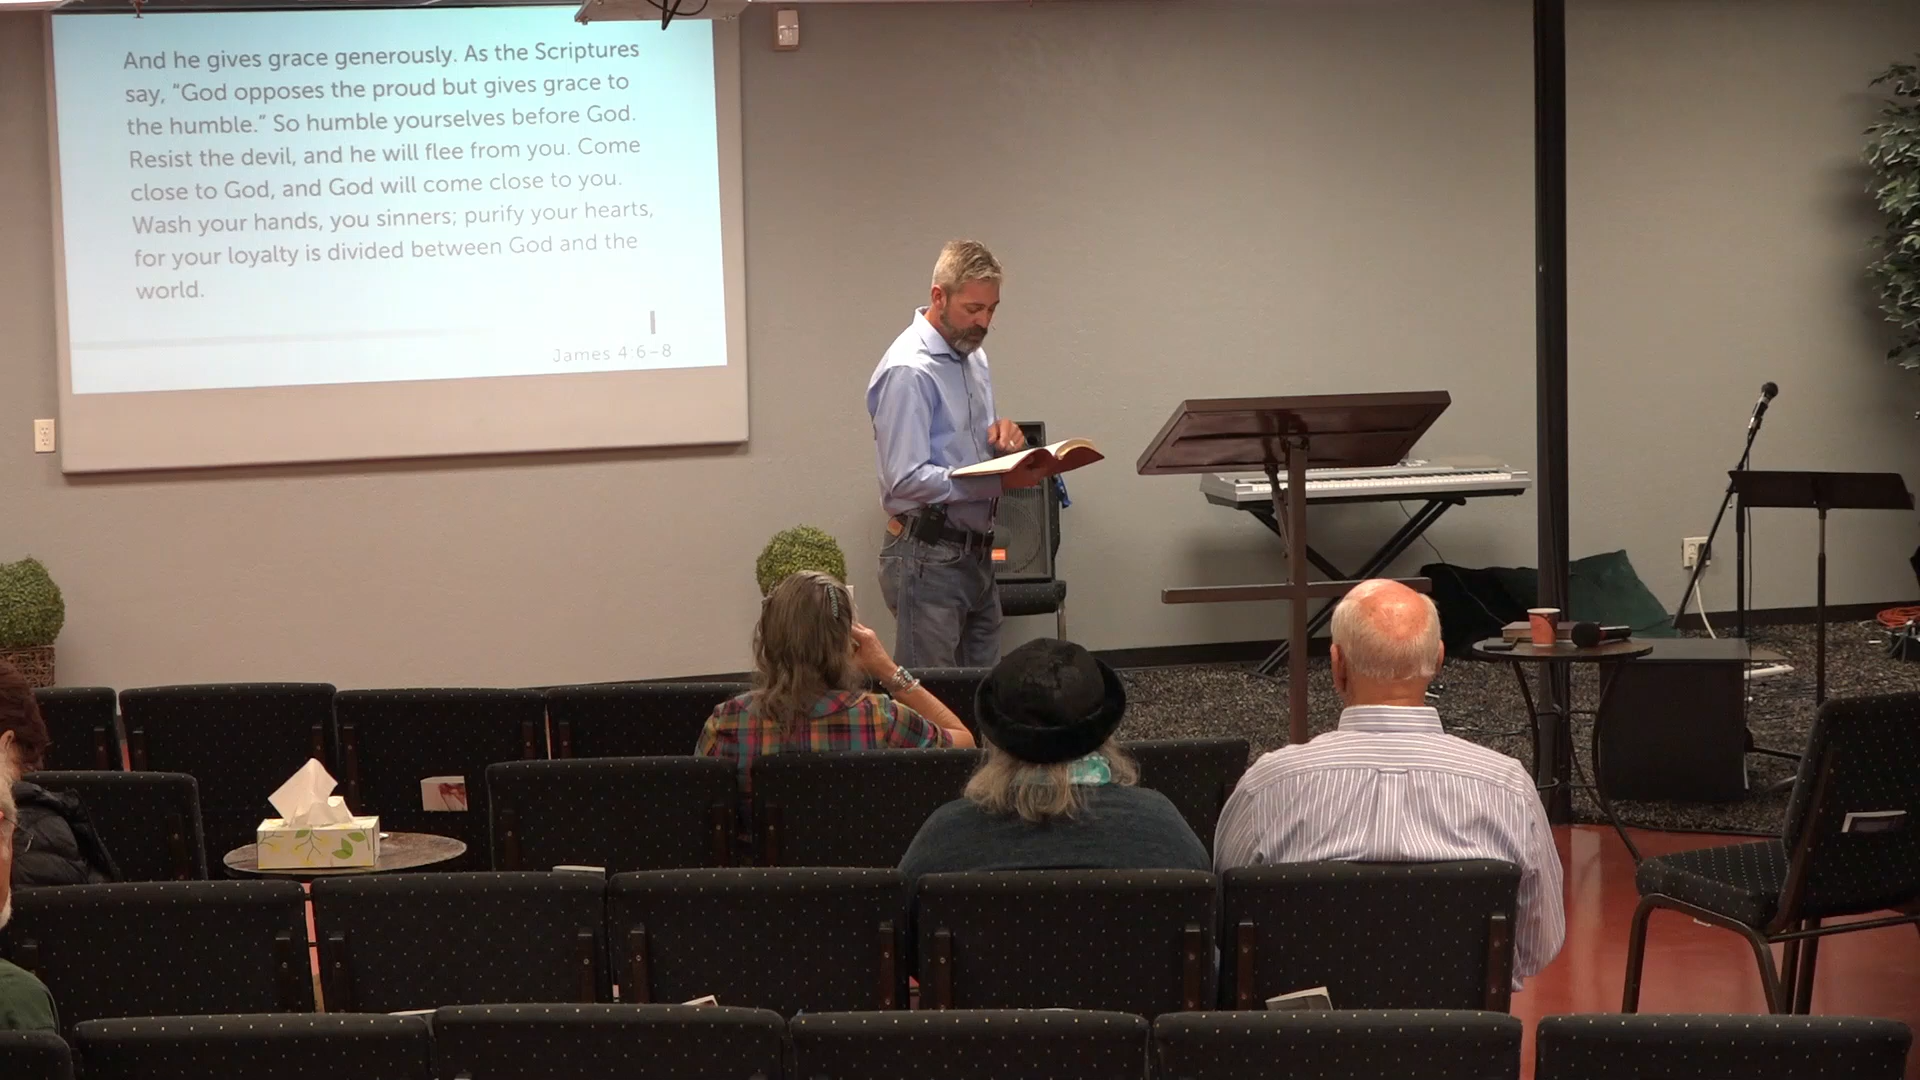 And he gives grace generously. As the Scriptures
say, “God opposes the proud but gives grace to
the humble.” So humble yourselves before God.
Resist the devil, and he will flee from you. Come
close to God, and God will come close to you.
Wash your hands, you sinners; purify your hearts,
for your loyalty is divided between God and the
world.
James 4:6–8